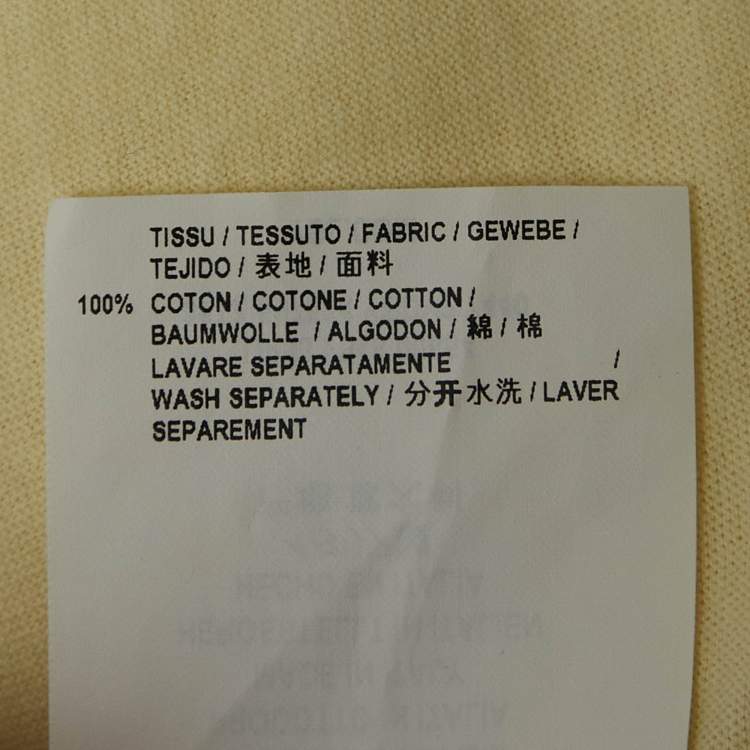 TISSU / TESSUTO / FABRIC / GEWEBE /
TEJIDO / 表地 / 面料
100% COTON / COTONE / COTTON /
BAUMWOLLE / ALGODON / 綿 / 棉
LAVARE SEPARATAMENTE /
WASH SEPARATELY / 分开水洗 / LAVER
SEPAREMENT